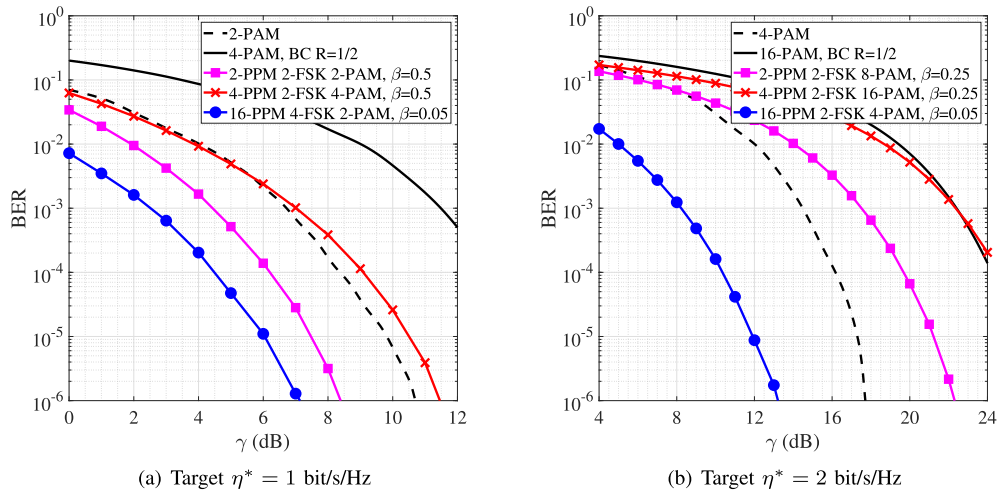 10^0
10^-1
10^-2
10^-3
10^-4
10^-5
10^-6
BER
0 2 4 6 8 10 12
γ (dB)
2-PAM
4-PAM, BC R=1/2
2-PPM 2-FSK 2-PAM, β=0.5
4-PPM 2-FSK 4-PAM, β=0.5
16-PPM 4-FSK 2-PAM, β=0.05
(a) Target η* = 1 bit/s/Hz
10^0
10^-1
10^-2
10^-3
10^-4
10^-5
10^-6
BER
4 8 12 16 20 24
γ (dB)
4-PAM
16-PAM, BC R=1/2
2-PPM 2-FSK 8-PAM, β=0.25
4-PPM 2-FSK 16-PAM, β=0.25
16-PPM 2-FSK 4-PAM, β=0.05
(b) Target η* = 2 bit/s/Hz